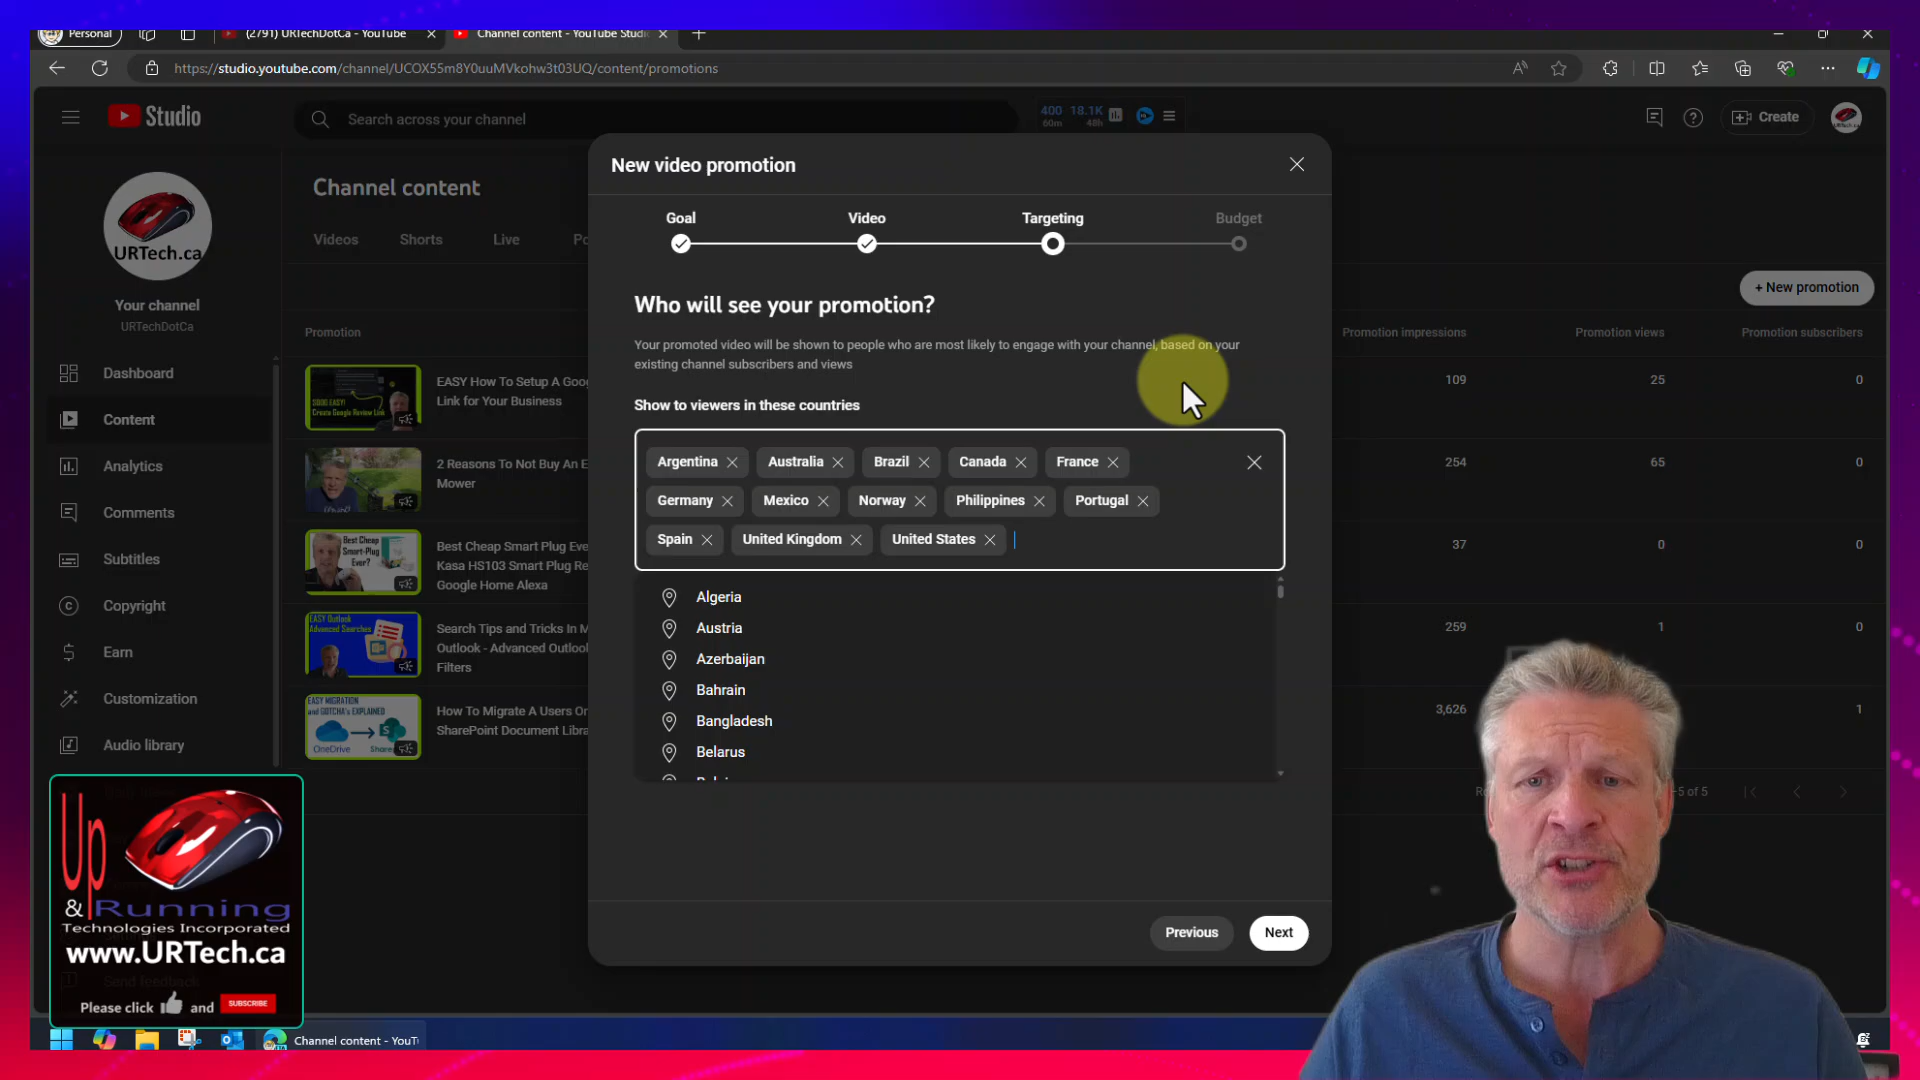 Personal
(2791) URTechDotCa - YouTube
Channel content - YouTube Studio
https://studio.youtube.com/channel/UCOX55m8Y0uuMVkohw3t03UQ/content/promotions
Studio
Search across your channel
400 18.1K
60m 48h
Create
URTech.ca
Your channel
URTechDotCa
Dashboard
Content
Analytics
Comments
Subtitles
Copyright
Earn
Customization
Audio library
Send feedback
Channel content
Videos Shorts Live
+ New promotion
Promotion
Promotion impressions Promotion views Promotion subscribers
EASY How To Setup A Goo
Link for Your Business
109 25 0
2 Reasons To Not Buy An E
Mower
254 65 0
Best Cheap Smart Plug Eve
Kasa HS103 Smart Plug Re
Google Home Alexa
37 0 0
Search Tips and Tricks In M
Outlook - Advanced Outloo
Filters
259 1 0
How To Migrate A Users On
SharePoint Document Libra
3,626 1
5 of 5
New video promotion
Goal Video Targeting Budget
Who will see your promotion?
Your promoted video will be shown to people who are most likely to engage with your channel, based on your
existing channel subscribers and views
Show to viewers in these countries
Argentina Australia Brazil Canada France
Germany Mexico Norway Philippines Portugal
Spain United Kingdom United States
Algeria
Austria
Azerbaijan
Bahrain
Bangladesh
Belarus
Previous Next
Up
& Running
Technologies Incorporated
www.URTech.ca
Please click and SUBSCRIBE
Channel content - YouT